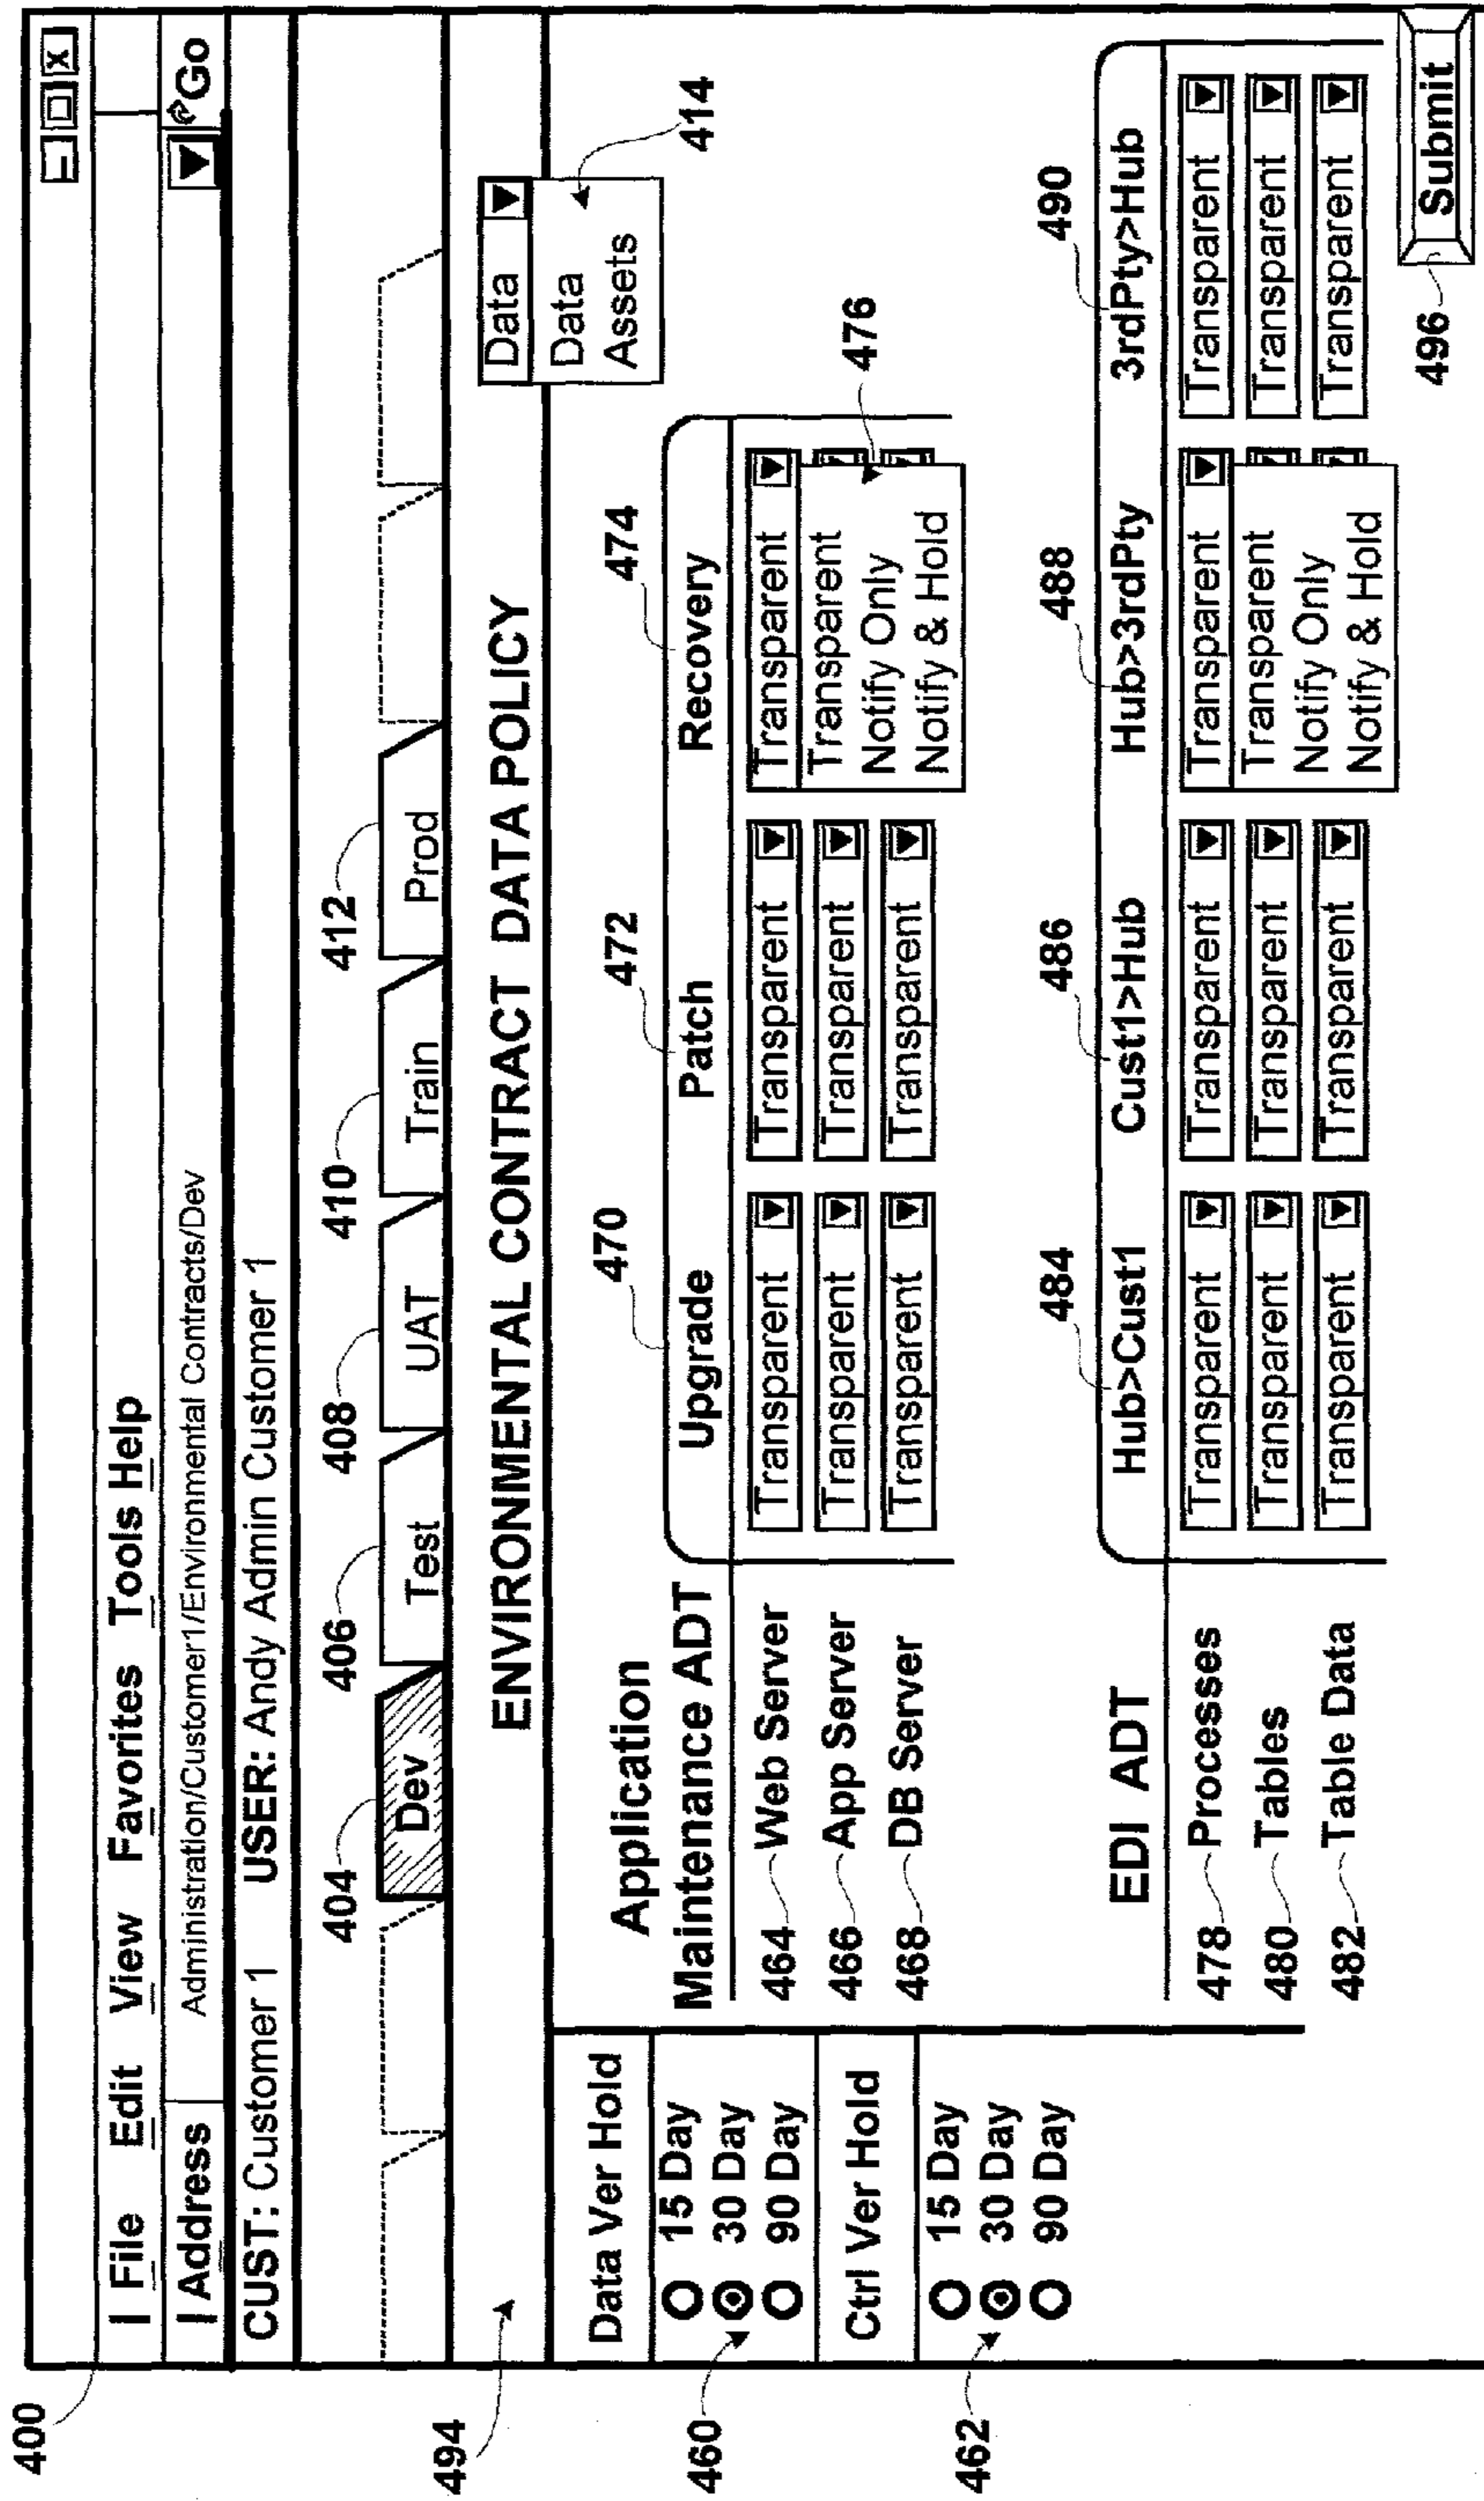 400
File Edit View Favorites Tools Help
Address Administration/Customer1/Environmental Contracts/Dev Go
CUST: Customer 1 USER: Andy Admin Customer 1
404 406 408 410 412
Dev Test UAT Train Prod
494
ENVIRONMENTAL CONTRACT DATA POLICY
Data
Data
Assets
414
Data Ver Hold
460
15 Day
30 Day
90 Day
Ctrl Ver Hold
462
15 Day
30 Day
90 Day
Application
Maintenance ADT
470 472 474
Upgrade Patch Recovery
464 Web Server Transparent Transparent Transparent
466 App Server Transparent Transparent Transparent
468 DB Server Transparent Transparent Notify Only
Notify & Hold
476
484 486 488 490
EDI ADT Hub>Cust1 Cust1>Hub Hub>3rdPty 3rdPty>Hub
478 Processes Transparent Transparent Transparent Transparent
480 Tables Transparent Transparent Transparent Transparent
482 Table Data Transparent Transparent Notify Only Transparent
Notify & Hold
496 Submit